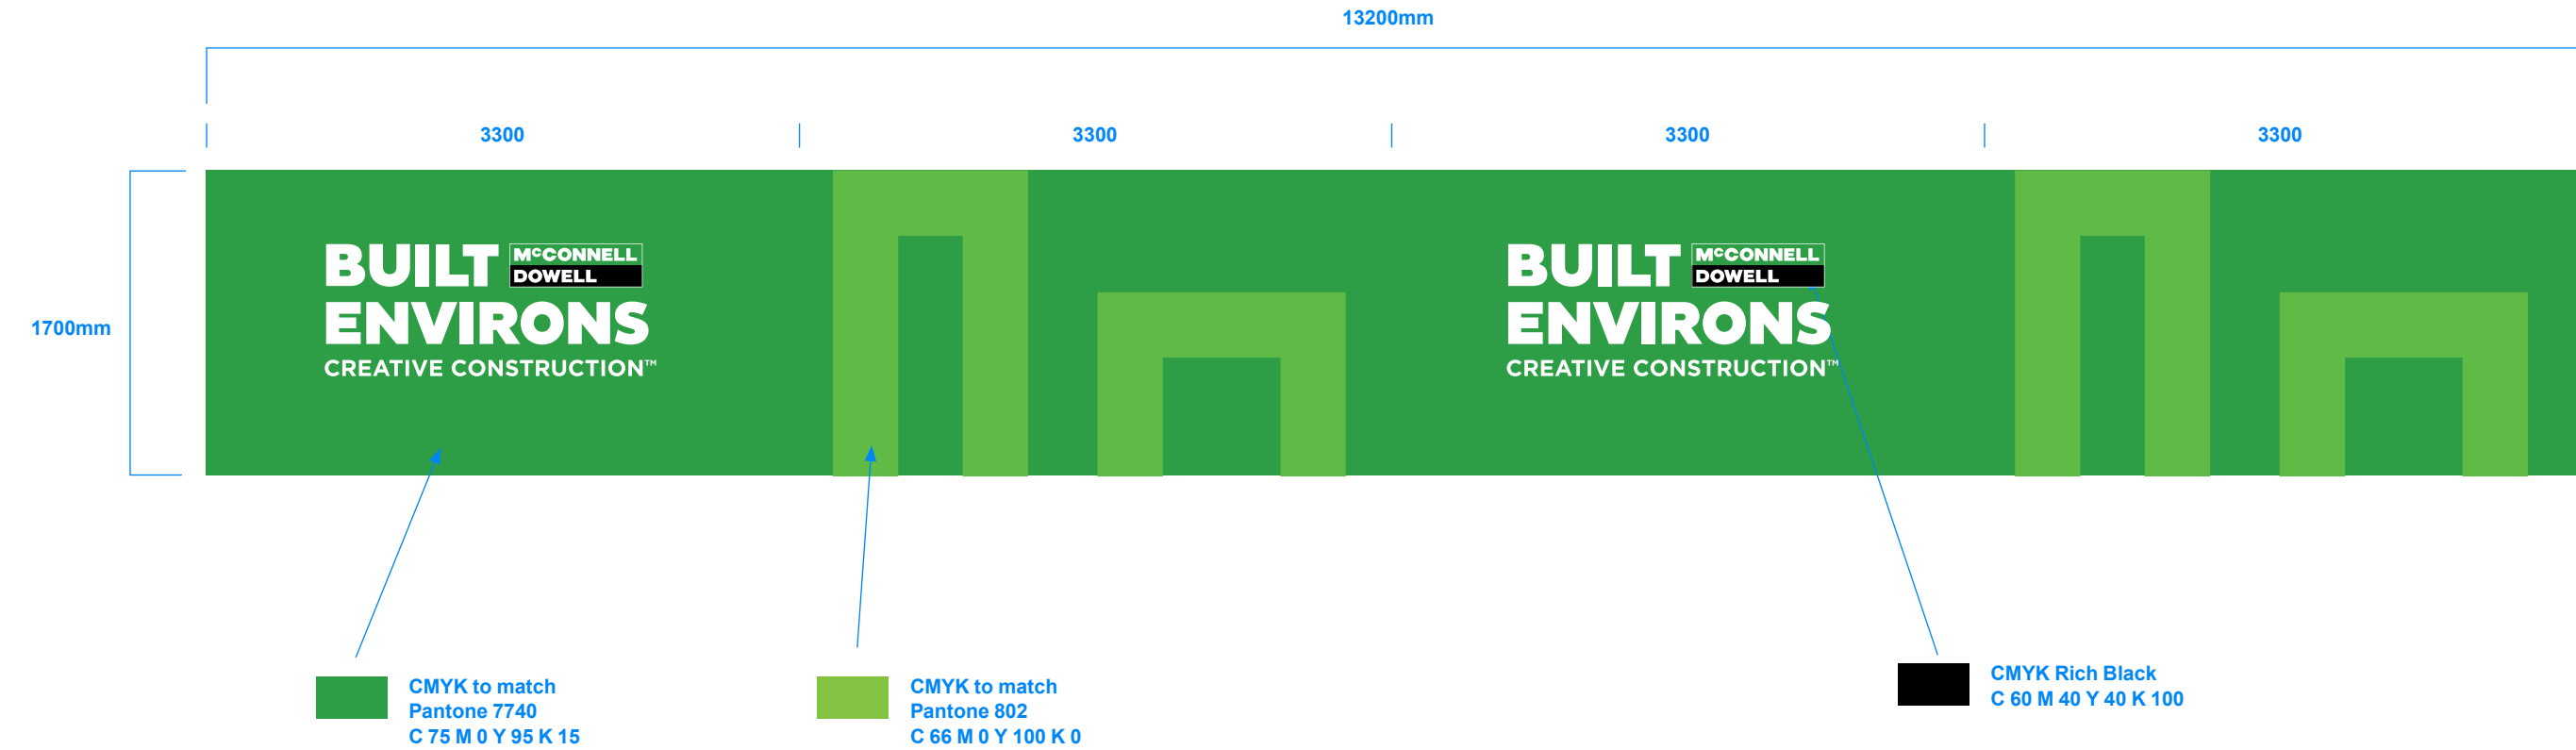 13200mm
3300 3300 3300 3300
1700mm
BUILT McCONNELL DOWELL
ENVIRONS
CREATIVE CONSTRUCTION™
BUILT McCONNELL DOWELL
ENVIRONS
CREATIVE CONSTRUCTION™
CMYK to match
Pantone 7740
C 75 M 0 Y 95 K 15
CMYK to match
Pantone 802
C 66 M 0 Y 100 K 0
CMYK Rich Black
C 60 M 40 Y 40 K 100